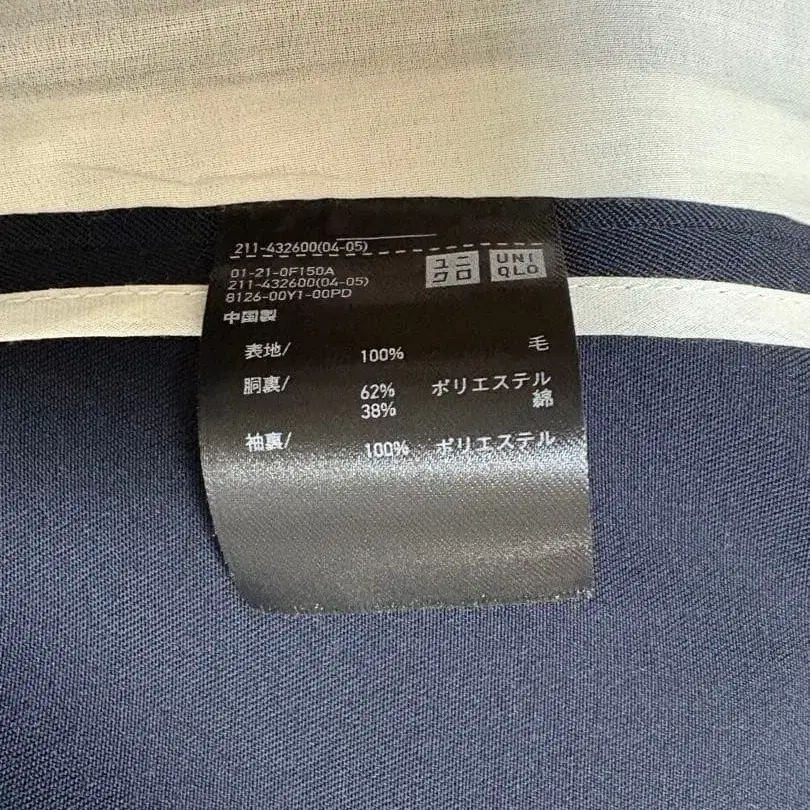 211-432600(04-05)
ユニクロ UNIQLO
01-21-0F150A
211-432600(04-05)
8126-00Y1-00PD
中国製
表地/ 100% 毛
胴裏/ 62% ポリエステル
38% 綿
袖裏/ 100% ポリエステル